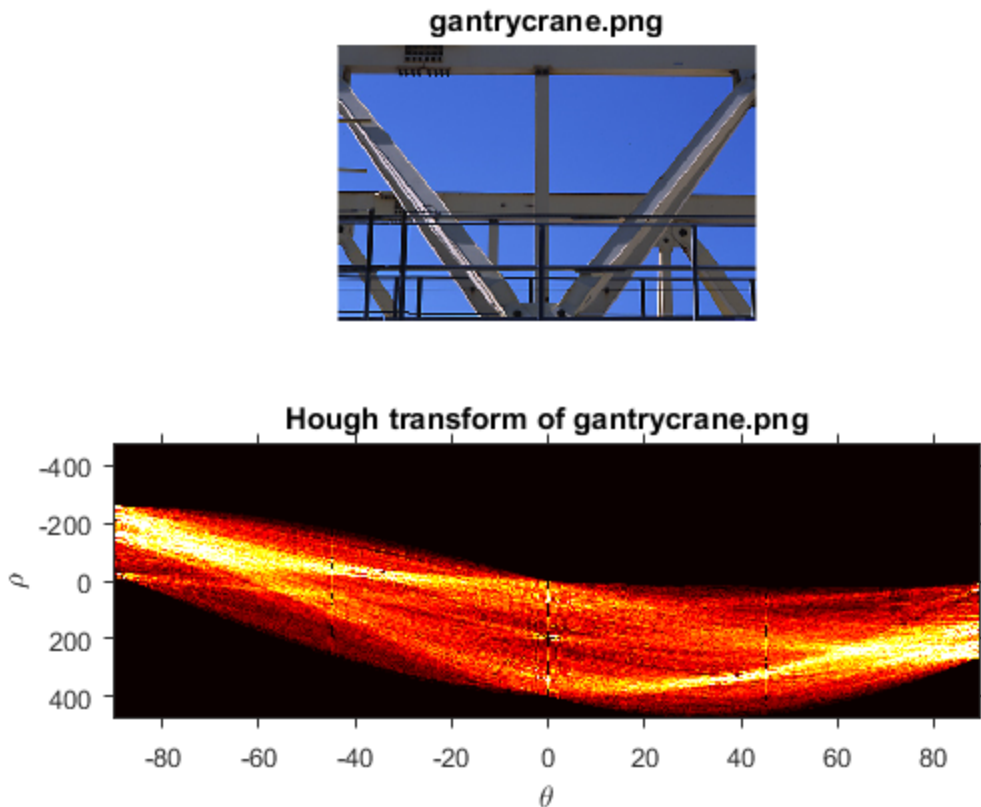 gantrycrane.png
Hough transform of gantrycrane.png
-400
-200
0
200
400
ρ
-80 -60 -40 -20 0 20 40 60 80
θ